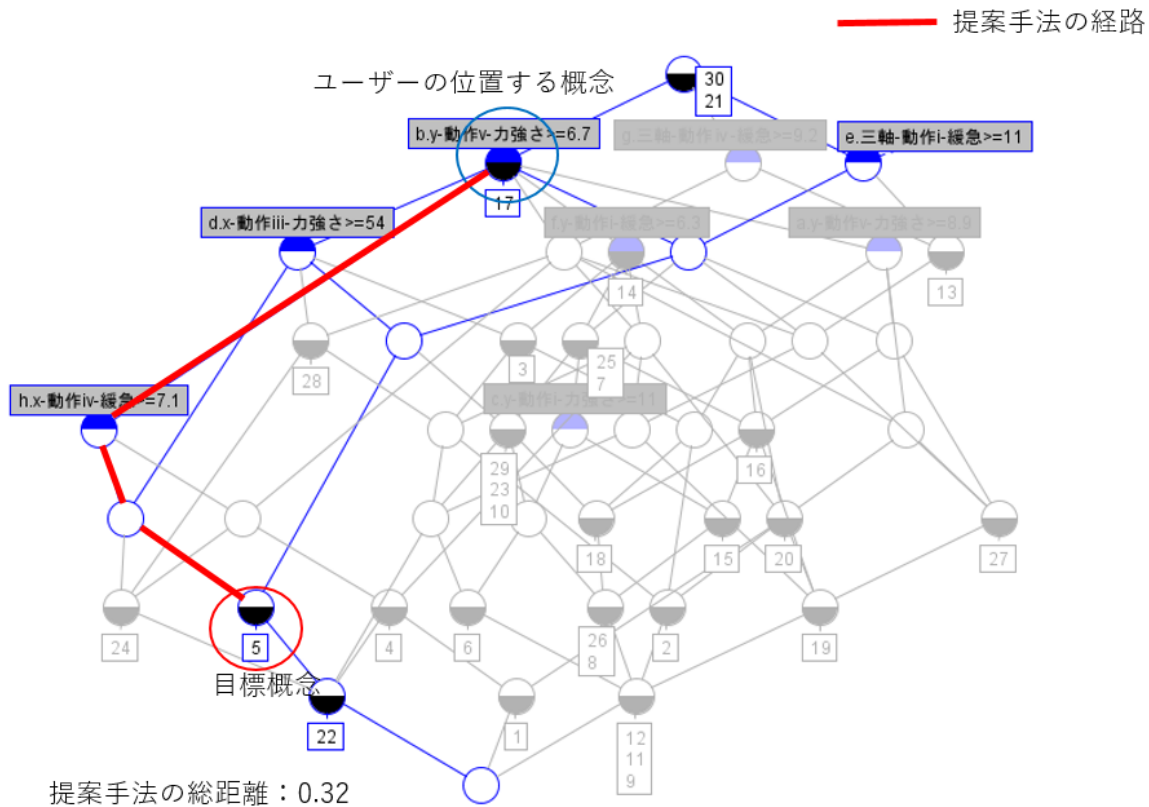 提案手法の経路
ユーザーの位置する概念
30
21
b.y-動作v-力強さ>=6.7
g.三軸-動作iv-緩急>=9.2
e.三軸-動作i-緩急>=11
17
d.x-動作iii-力強さ>=54
f.y-動作i-緩急>=6.3
a.y-動作v-力強さ>=8.9
14
13
28
3
25
7
h.x-動作iv-緩急>=7.1
c.y-動作i-力強さ>=11
29
23
10
16
18
15
20
27
24
5
4
6
26
8
2
19
目標概念
22
1
12
11
9
提案手法の総距離：0.32